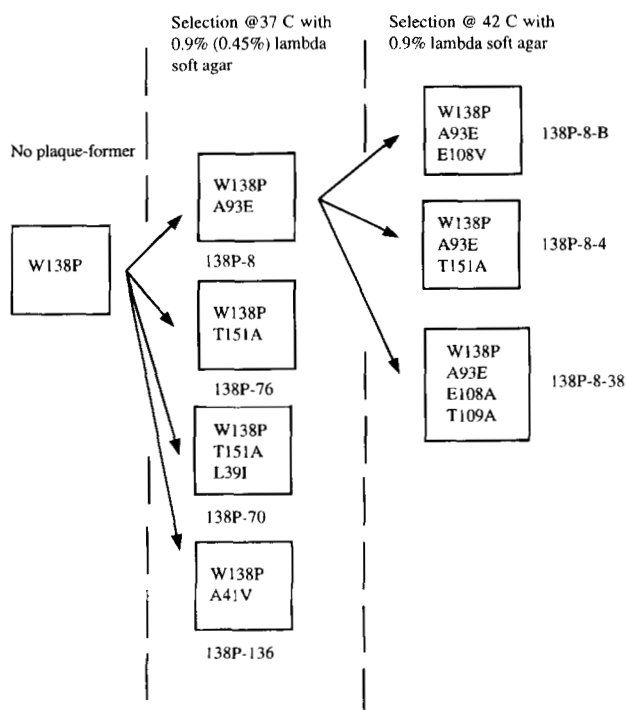 Selection @37 C with
0.9% (0.45%) lambda
soft agar
Selection @ 42 C with
0.9% lambda soft agar
No plaque-former
W138P
W138P
A93E
138P-8
W138P
T151A
138P-76
W138P
T151A
L39I
138P-70
W138P
A41V
138P-136
W138P
A93E
E108V
138P-8-B
W138P
A93E
T151A
138P-8-4
W138P
A93E
E108A
T109A
138P-8-38